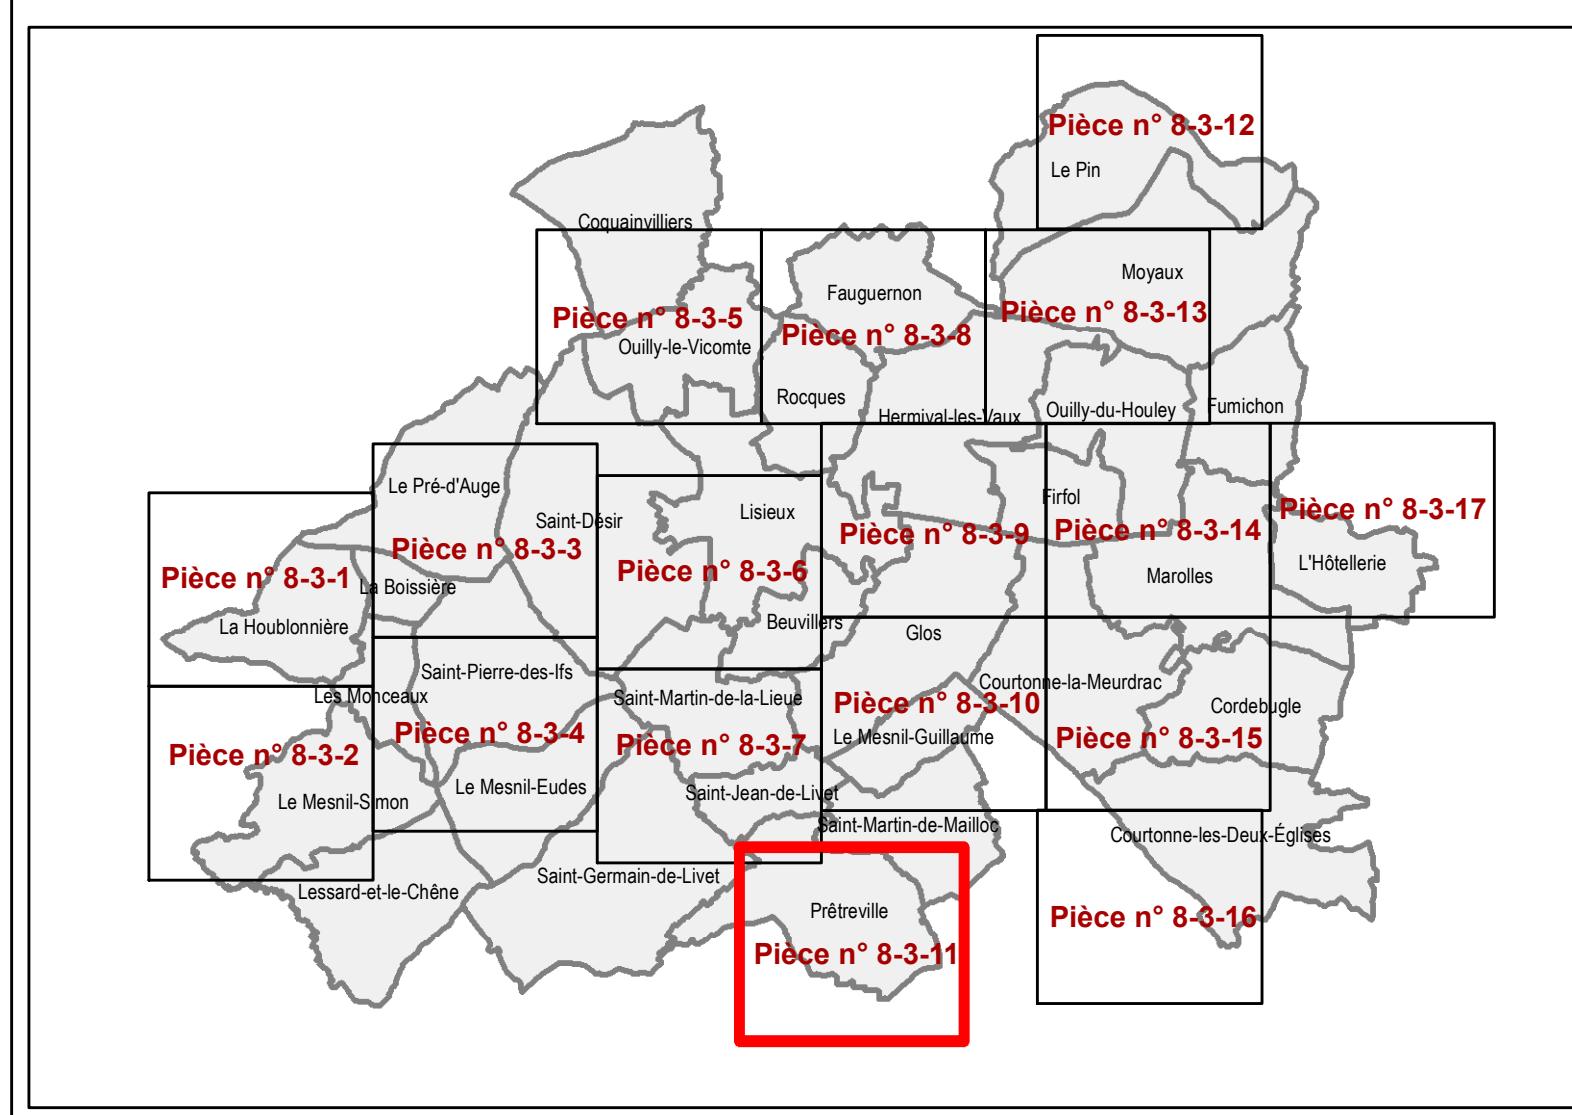 Pièce n° 8-3-12
Le Pin
Coquainvilliers
Moyaux
Fauguernon
Pièce n° 8-3-5
Pièce n° 8-3-13
Pièce n° 8-3-8
Ouilly-le-Vicomte
Rocques
Hermival-les-Vaux
Ouilly-du-Houley
Fumichon
Le Pré-d'Auge
Firfol
Lisieux
Saint-Désir
Pièce n° 8-3-17
Pièce n° 8-3-3
Pièce n° 8-3-9
Pièce n° 8-3-14
L'Hôtellerie
Pièce n° 8-3-1
Pièce n° 8-3-6
Marolles
La Boissière
La Houblonnière
Beuvillers
Glos
Saint-Pierre-des-Ifs
Courtonne-la-Meurdrac
Les Monceaux
Saint-Martin-de-la-Lieue
Pièce n° 8-3-10
Cordebugle
Pièce n° 8-3-4
Le Mesnil-Guillaume
Pièce n° 8-3-15
Pièce n° 8-3-7
Pièce n° 8-3-2
Le Mesnil-Eudes
Saint-Jean-de-Livet
Le Mesnil-Simon
Saint-Martin-de-Mailloc
Courtonne-les-Deux-Églises
Saint-Germain-de-Livet
Lessard-et-le-Chêne
Prêtreville
Pièce n° 8-3-16
Pièce n° 8-3-11